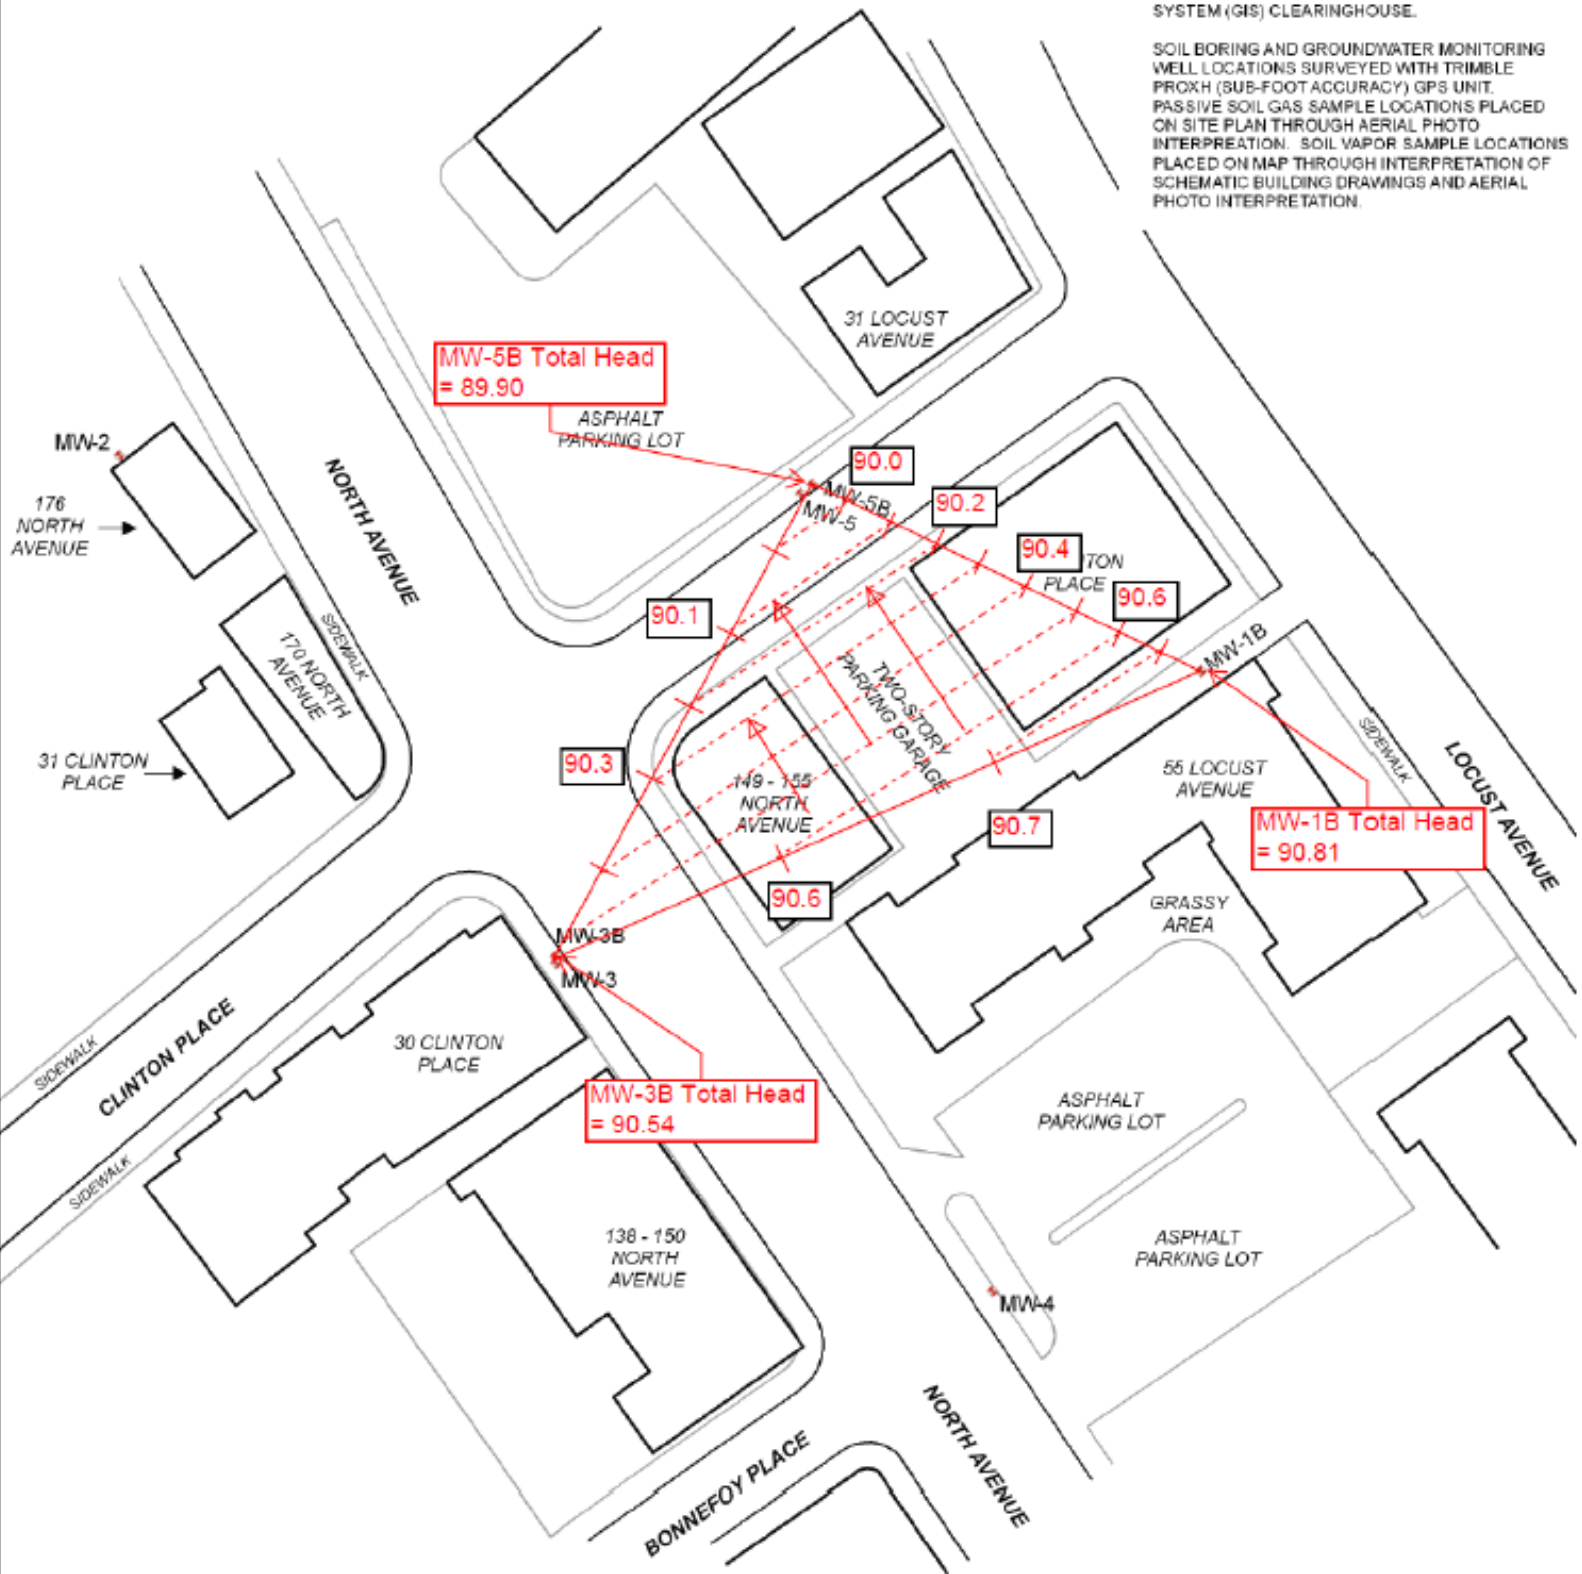 SYSTEM (GIS) CLEARINGHOUSE.
SOIL BORING AND GROUNDWATER MONITORING
WELL LOCATIONS SURVEYED WITH TRIMBLE
PROXH (SUB-FOOT ACCURACY) GPS UNIT.
PASSIVE SOIL GAS SAMPLE LOCATIONS PLACED
ON SITE PLAN THROUGH AERIAL PHOTO
INTERPREATION. SOIL VAPOR SAMPLE LOCATIONS
PLACED ON MAP THROUGH INTERPRETATION OF
SCHEMATIC BUILDING DRAWINGS AND AERIAL
PHOTO INTERPRETATION.
31 LOCUST
AVENUE
MW-5B Total Head
= 89.90
ASPHALT
PARKING LOT
MW-2
176
NORTH
AVENUE
NORTH AVENUE
90.0
MW-5B
MW-5
90.2
90.4
TON
PLACE
90.6
90.1
SIDEWALK
170 NORTH
AVENUE
MW-1B
TWO-STORY
PARKING GARAGE
31 CLINTON
PLACE
90.3
149 - 155
NORTH
AVENUE
SIDEWALK
LOCUST AVENUE
55 LOCUST
AVENUE
90.7
MW-1B Total Head
= 90.81
90.6
GRASSY
AREA
MW-3B
MW-3
CLINTON PLACE
SIDEWALK
SIDEWALK
30 CLINTON
PLACE
MW-3B Total Head
= 90.54
ASPHALT
PARKING LOT
138 - 150
NORTH
AVENUE
ASPHALT
PARKING LOT
MW-4
NORTH AVENUE
BONNEFOY PLACE